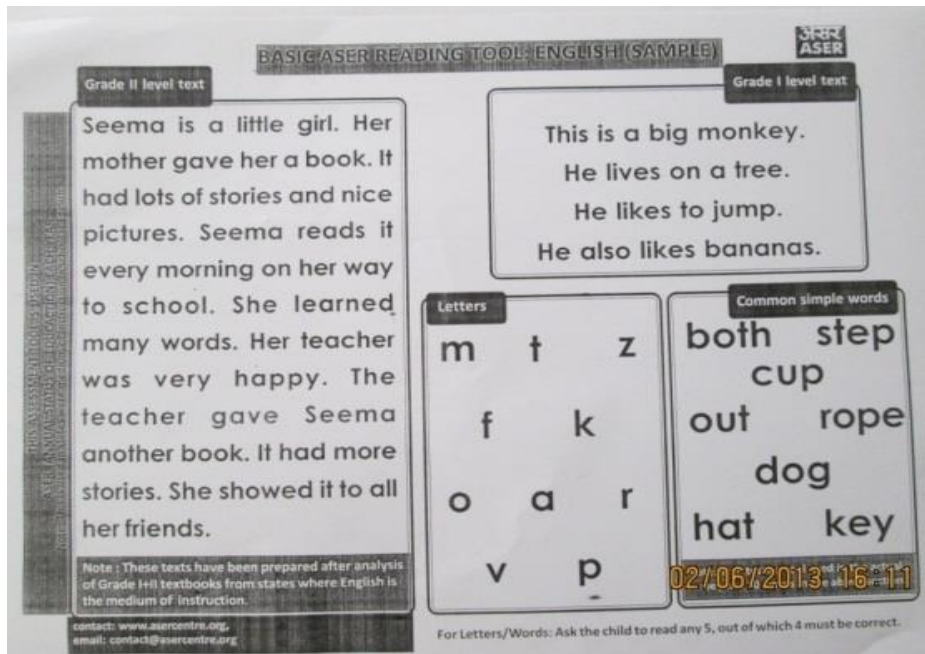 असर
ASER
BASIC ASER READING TOOL: ENGLISH (SAMPLE)
Grade II level text
Seema is a little girl. Her
mother gave her a book. It
had lots of stories and nice
pictures. Seema reads it
every morning on her way
to school. She learned
many words. Her teacher
was very happy. The
teacher gave Seema
another book. It had more
stories. She showed it to all
her friends.
Note : These texts have been prepared after analysis
of Grade I+II textbooks from states where English is
the medium of instruction.
contact: www.asercentre.org,
email: contact@asercentre.org
Grade I level text
This is a big monkey.
He lives on a tree.
He likes to jump.
He also likes bananas.
Letters
m t z
f k
o a r
v p
Common simple words
both step
cup
out rope
dog
hat key
02/06/2013 16:11
For Letters/Words: Ask the child to read any 5, out of which 4 must be correct.